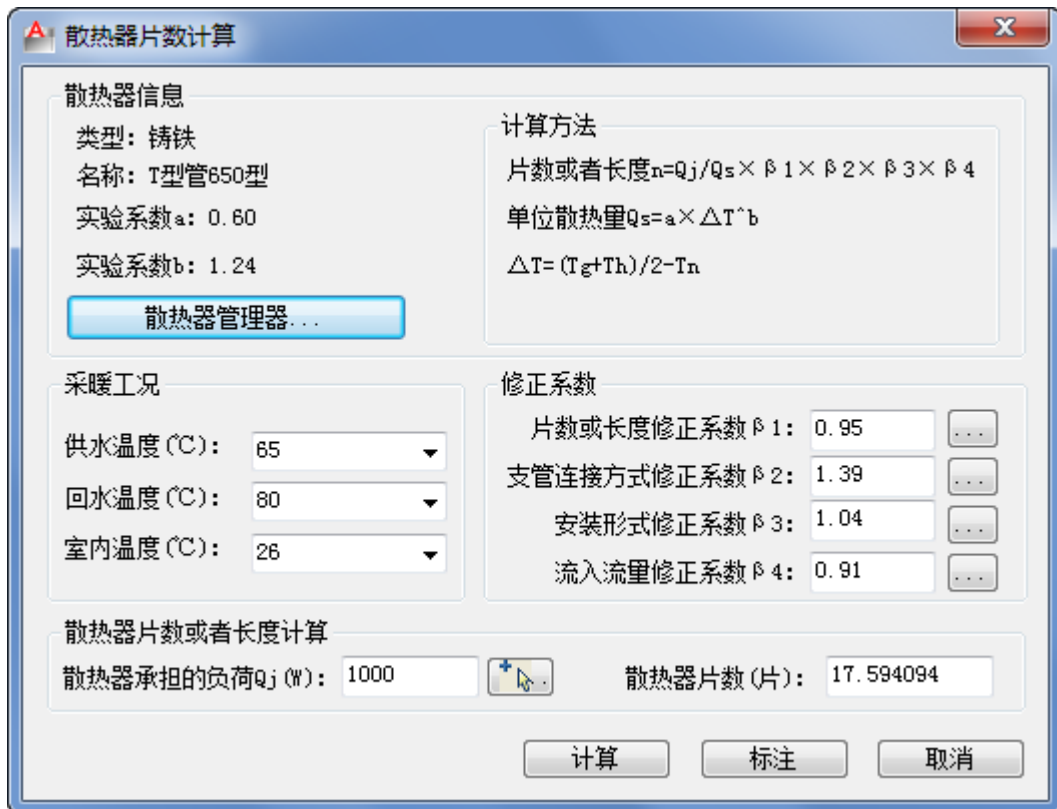 散热器片数计算
散热器信息
类型：铸铁
名称：T型管650型
实验系数a：0.60
实验系数b：1.24
散热器管理器...
计算方法
片数或者长度n=Qj/Qs×β1×β2×β3×β4
单位散热量Qs=a×△T^b
△T=(Tg+Th)/2-Tn
采暖工况
供水温度(℃)： 65
回水温度(℃)： 80
室内温度(℃)： 26
修正系数
片数或长度修正系数β1： 0.95 ...
支管连接方式修正系数β2： 1.39 ...
安装形式修正系数β3： 1.04 ...
流入流量修正系数β4： 0.91 ...
散热器片数或者长度计算
散热器承担的负荷Qj(W)： 1000 散热器片数(片)： 17.594094
计算 标注 取消